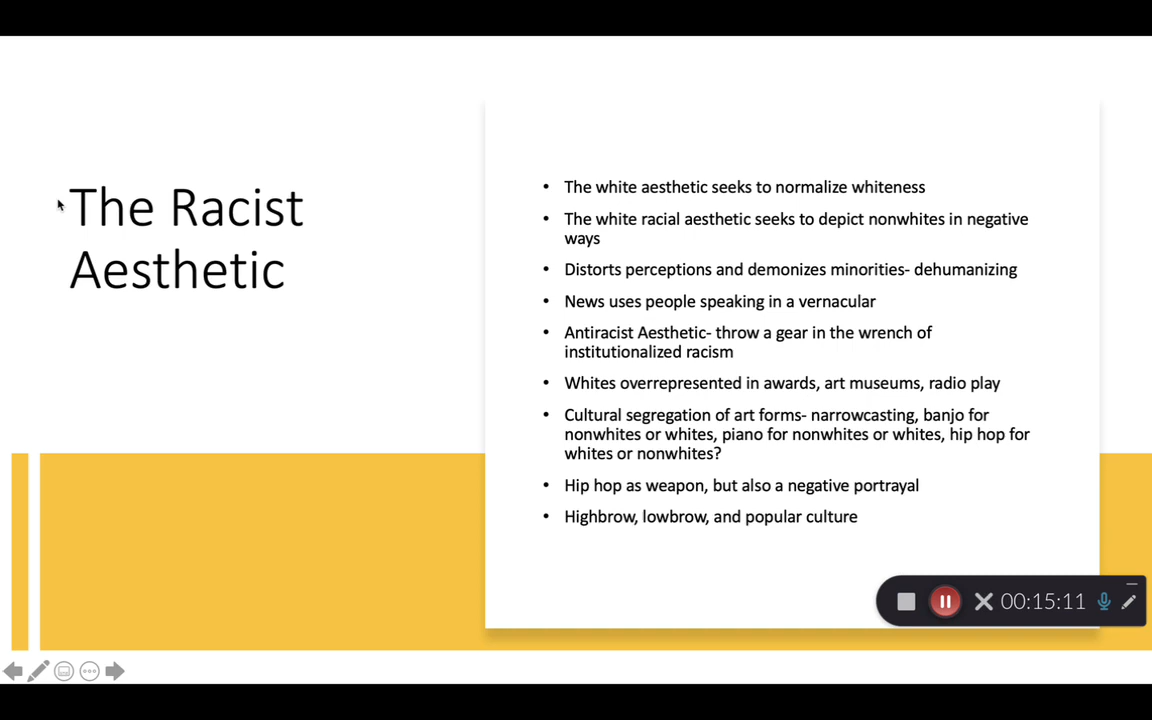 The Racist
Aesthetic
• The white aesthetic seeks to normalize whiteness
• The white racial aesthetic seeks to depict nonwhites in negative
ways
• Distorts perceptions and demonizes minorities- dehumanizing
• News uses people speaking in a vernacular
• Antiracist Aesthetic- throw a gear in the wrench of
institutionalized racism
• Whites overrepresented in awards, art museums, radio play
• Cultural segregation of art forms- narrowcasting, banjo for
nonwhites or whites, piano for nonwhites or whites, hip hop for
whites or nonwhites?
• Hip hop as weapon, but also a negative portrayal
• Highbrow, lowbrow, and popular culture
00:15:11